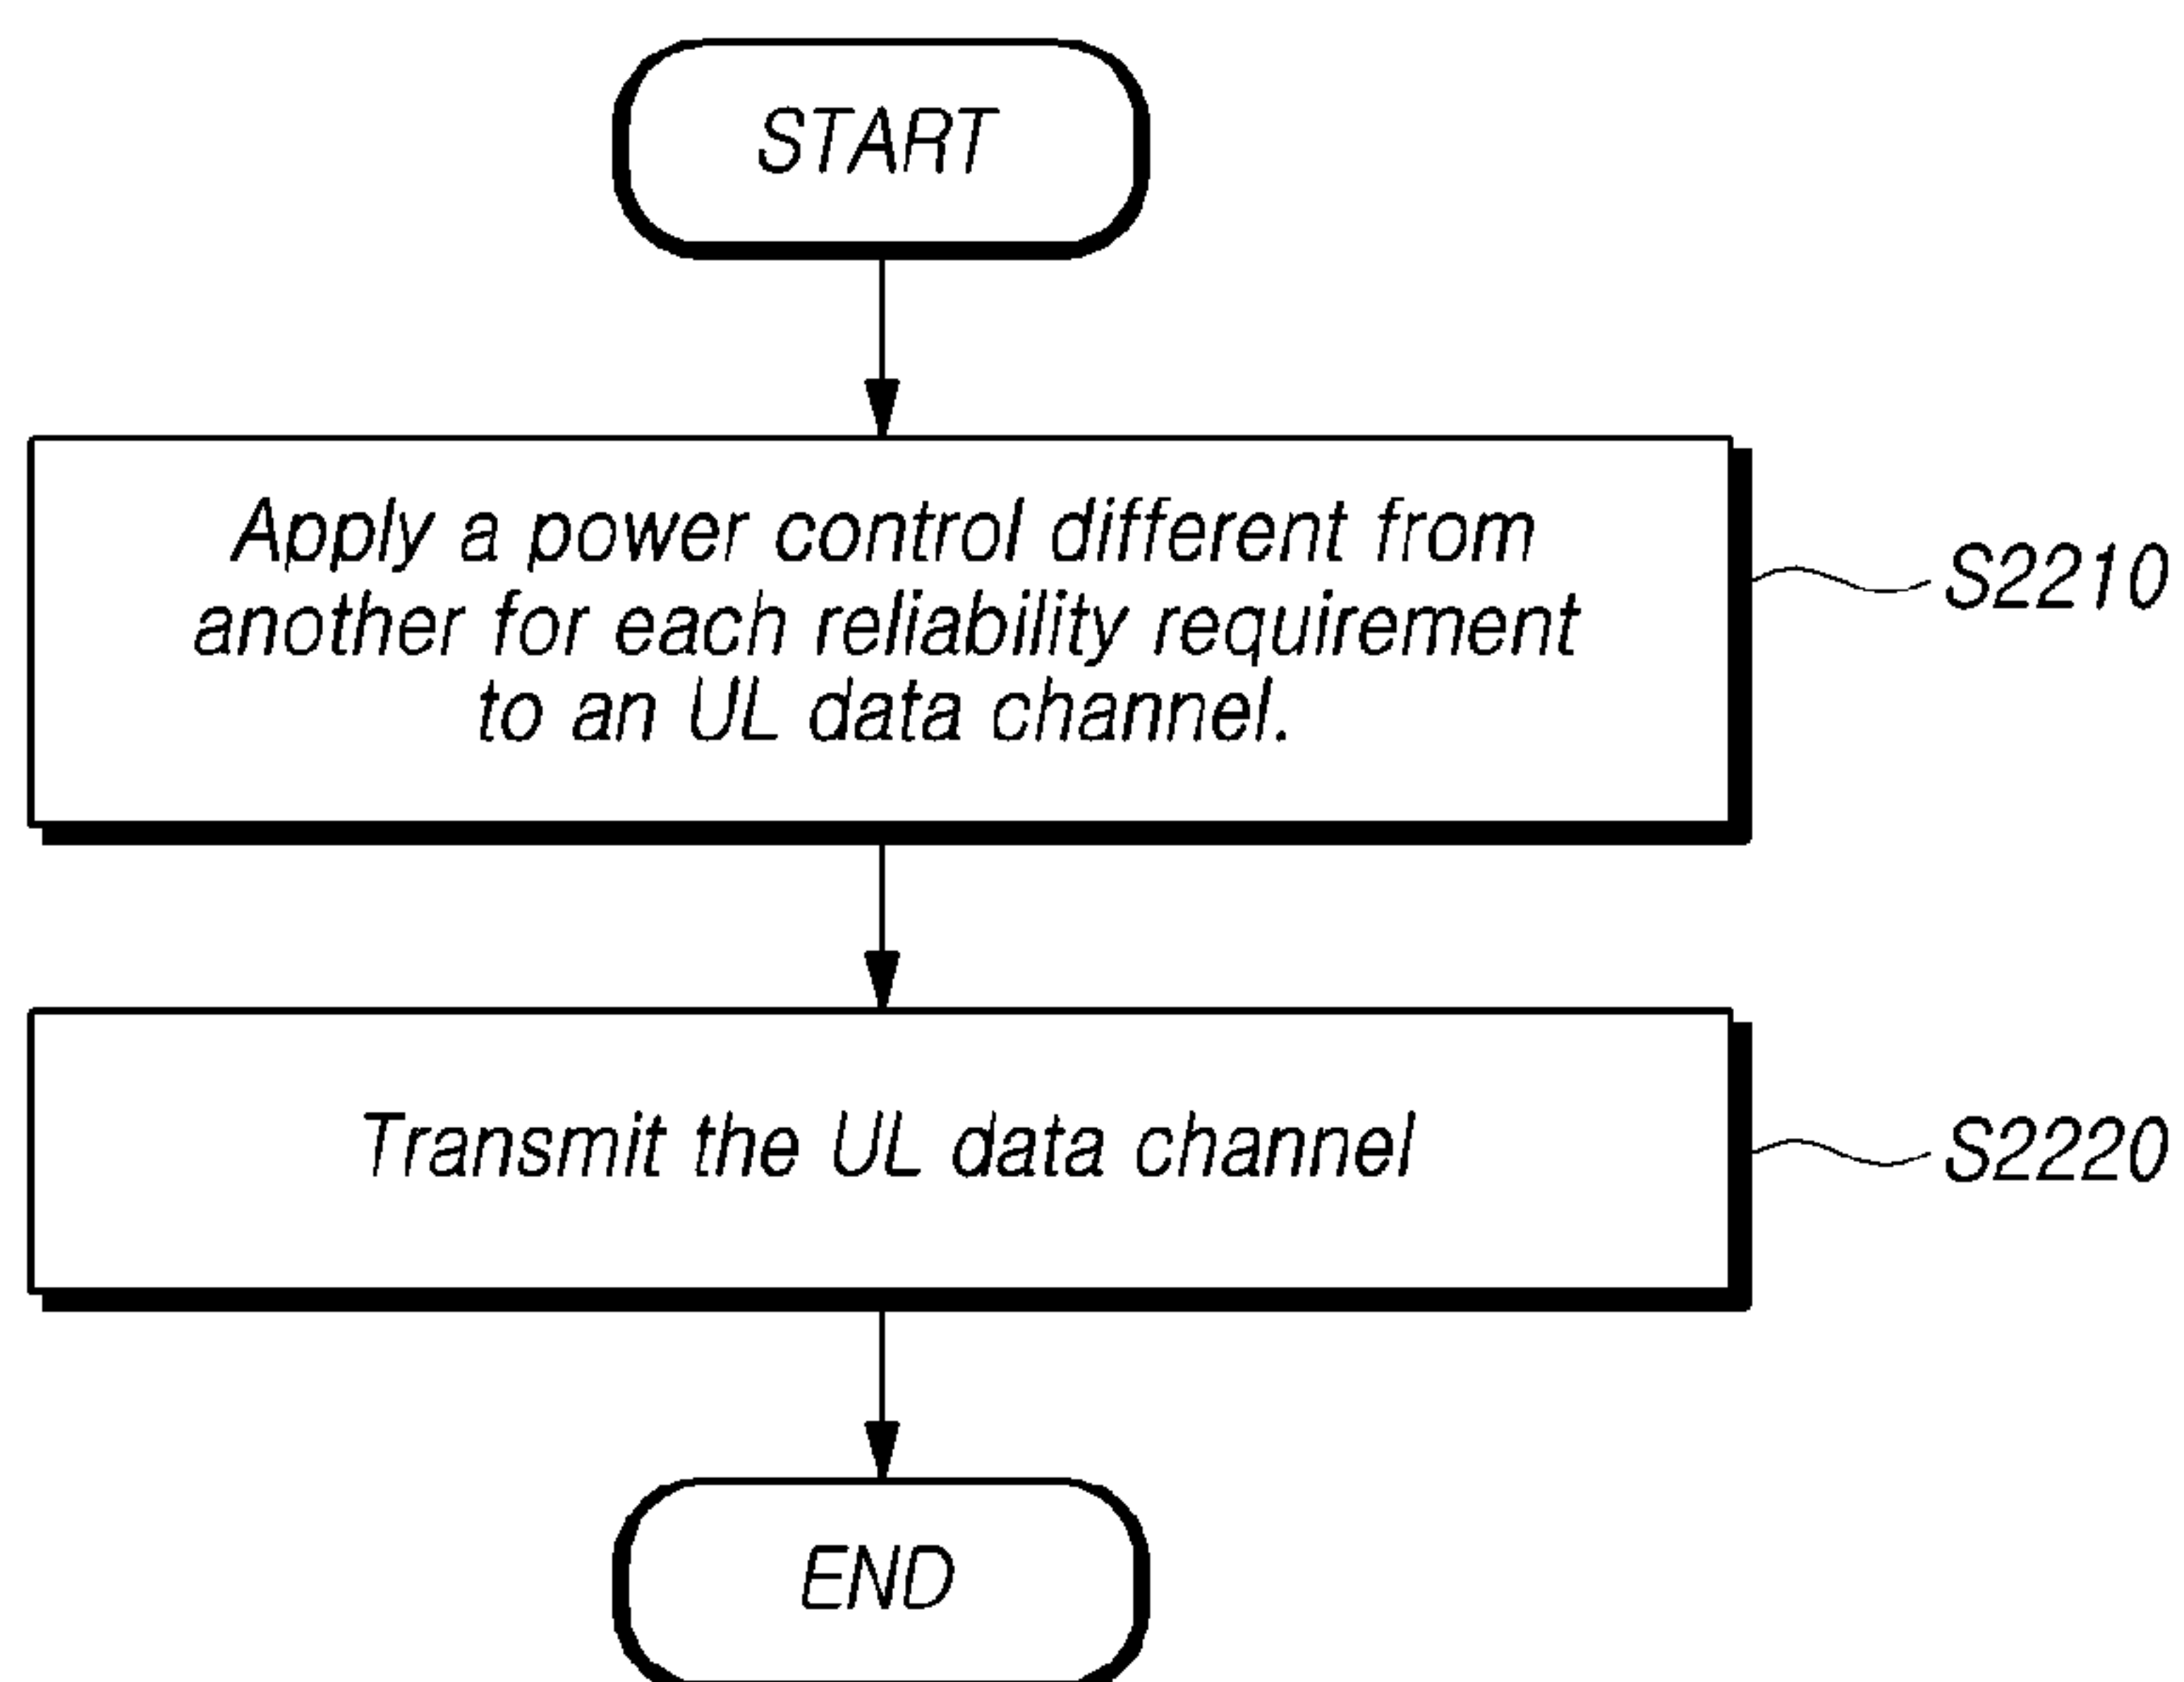 START
Apply a power control different from
another for each reliability requirement
to an UL data channel.
S2210
Transmit the UL data channel
S2220
END